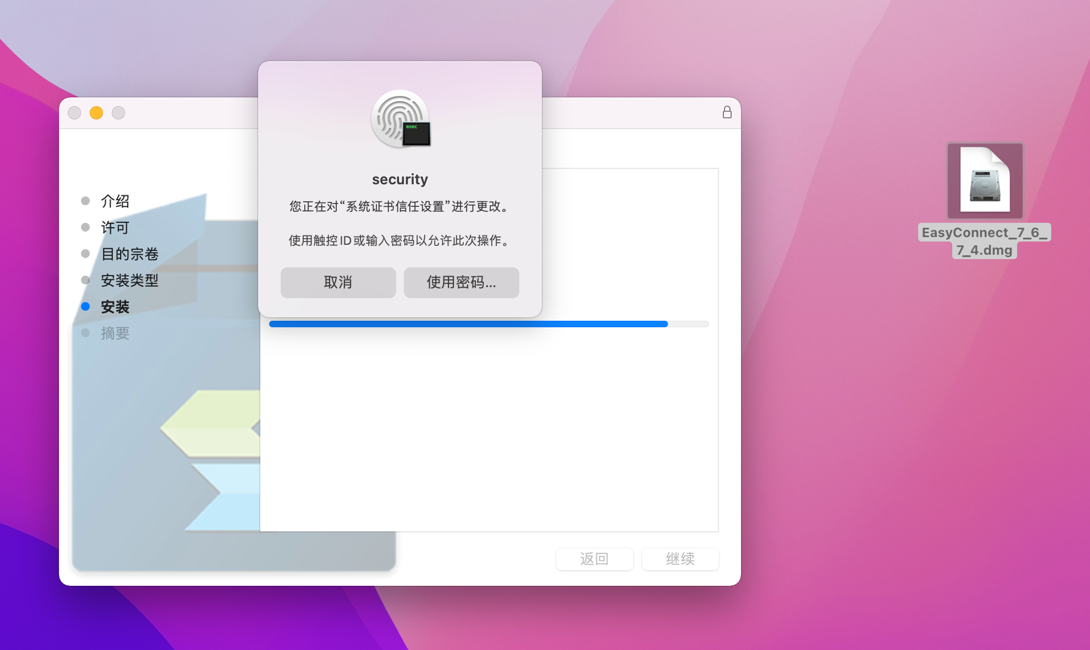 security
您正在对“系统证书信任设置”进行更改。
使用触控 ID 或输入密码以允许此次操作。
取消
使用密码...
介绍
许可
目的宗卷
安装类型
安装
摘要
返回
继续
EasyConnect_7_6_
7_4.dmg